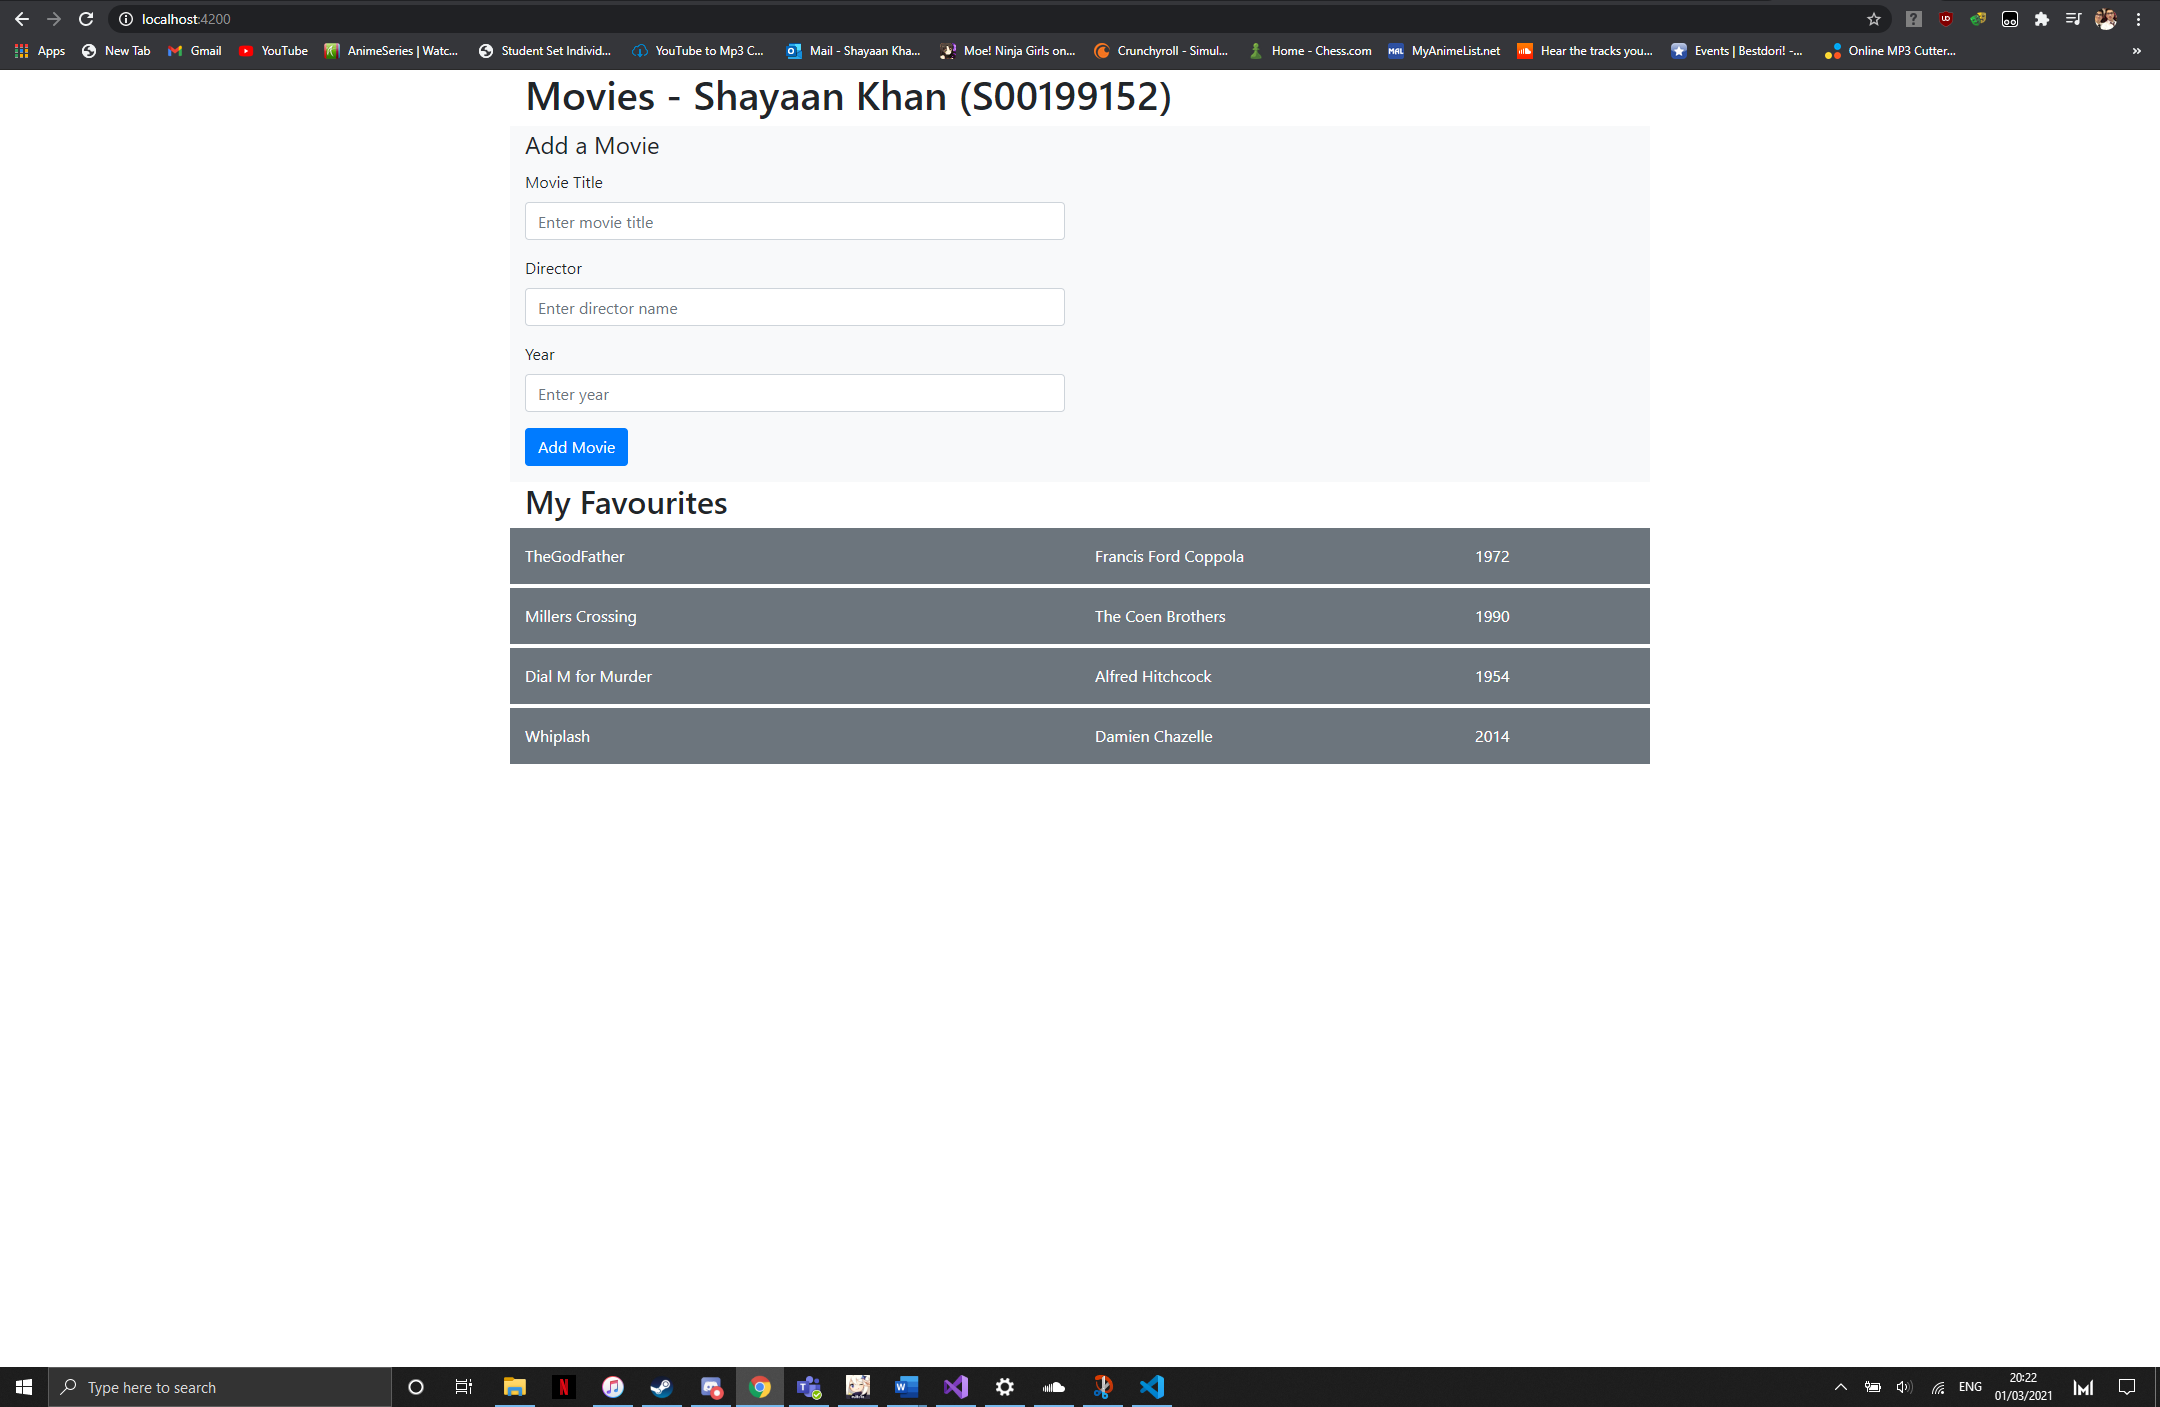 localhost:4200
Apps New Tab Gmail YouTube AnimeSeries | Watc... Student Set Individ... YouTube to Mp3 C... Mail - Shayaan Kha... Moe! Ninja Girls on... Crunchyroll - Simul... Home - Chess.com MyAnimeList.net Hear the tracks you... Events | Bestdori! -... Online MP3 Cutter... »
Movies - Shayaan Khan (S00199152)
Add a Movie
Movie Title
Enter movie title
Director
Enter director name
Year
Enter year
Add Movie
My Favourites
TheGodFather Francis Ford Coppola 1972
Millers Crossing The Coen Brothers 1990
Dial M for Murder Alfred Hitchcock 1954
Whiplash Damien Chazelle 2014
Type here to search
ENG
20:22
01/03/2021